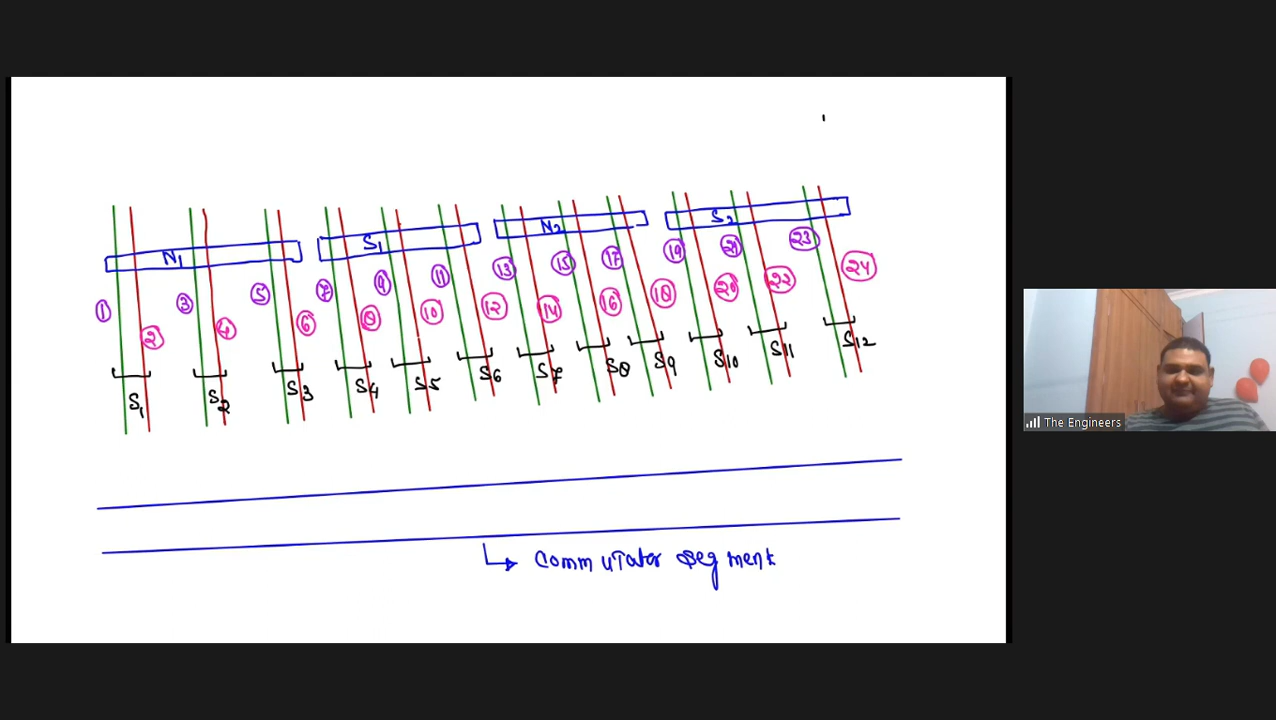 N1 S1 N2 S2
1 3 5 7 9 11 13 15 17 19 21 23
2 4 6 8 10 12 14 16 18 20 22 24
S1 S2 S3 S4 S5 S6 S7 S8 S9 S10 S11 S12
Commutator segment
The Engineers